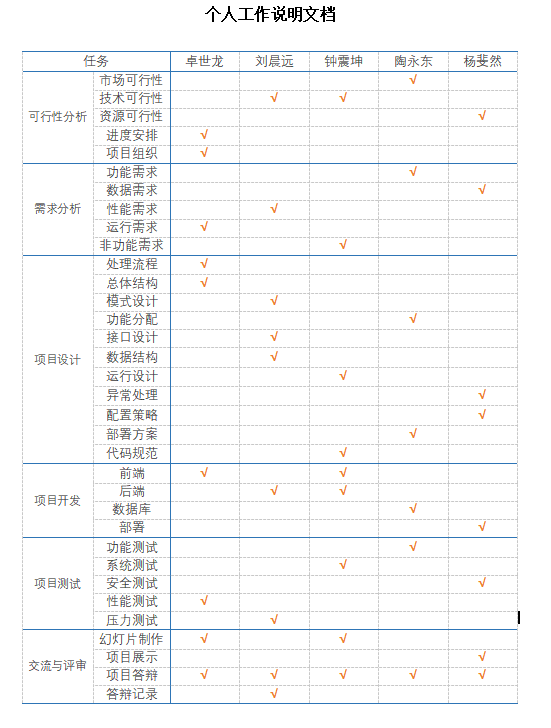 个人工作说明文档
任务 卓世龙 刘晨远 钟震坤 陶永东 杨斐然
可行性分析
市场可行性 √
技术可行性 √ √
资源可行性 √
进度安排 √
项目组织 √
需求分析
功能需求 √
数据需求 √
性能需求 √
运行需求 √
非功能需求 √
项目设计
处理流程 √
总体结构 √
模式设计 √
功能分配 √
接口设计 √
数据结构 √
运行设计 √
异常处理 √
配置策略 √
部署方案 √
代码规范 √
项目开发
前端 √ √
后端 √ √
数据库 √
部署 √
项目测试
功能测试 √
系统测试 √
安全测试 √
性能测试 √
压力测试 √
交流与评审
幻灯片制作 √ √
项目展示 √
项目答辩 √ √ √ √ √
答辩记录 √